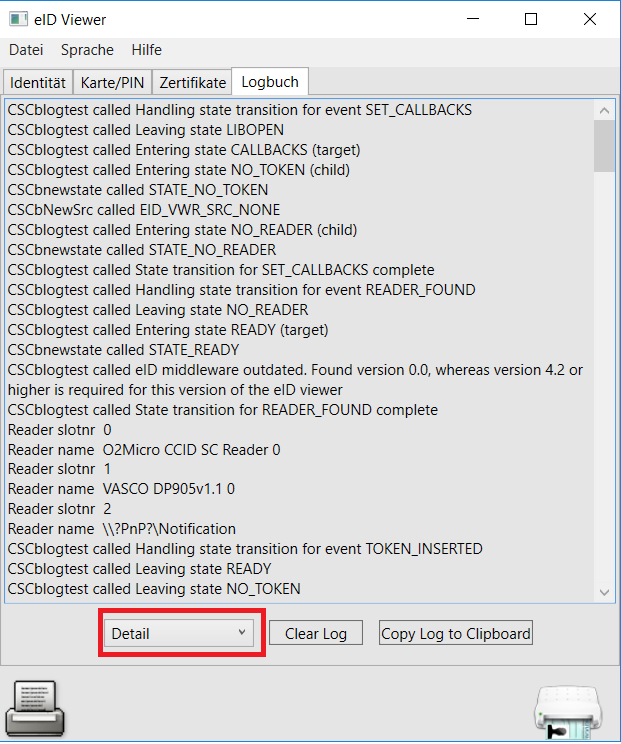 eID Viewer
Datei Sprache Hilfe
Identität Karte/PIN Zertifikate Logbuch
CSCblogtest called Handling state transition for event SET_CALLBACKS
CSCblogtest called Leaving state LIBOPEN
CSCblogtest called Entering state CALLBACKS (target)
CSCblogtest called Entering state NO_TOKEN (child)
CSCbnewstate called STATE_NO_TOKEN
CSCbNewSrc called EID_VWR_SRC_NONE
CSCblogtest called Entering state NO_READER (child)
CSCbnewstate called STATE_NO_READER
CSCblogtest called State transition for SET_CALLBACKS complete
CSCblogtest called Handling state transition for event READER_FOUND
CSCblogtest called Leaving state NO_READER
CSCblogtest called Entering state READY (target)
CSCbnewstate called STATE_READY
CSCblogtest called eID middleware outdated. Found version 0.0, whereas version 4.2 or
higher is required for this version of the eID viewer
CSCblogtest called State transition for READER_FOUND complete
Reader slotnr 0
Reader name O2Micro CCID SC Reader 0
Reader slotnr 1
Reader name VASCO DP905v1.1 0
Reader slotnr 2
Reader name \\?PnP?\Notification
CSCblogtest called Handling state transition for event TOKEN_INSERTED
CSCblogtest called Leaving state READY
CSCblogtest called Leaving state NO_TOKEN
Detail Clear Log Copy Log to Clipboard